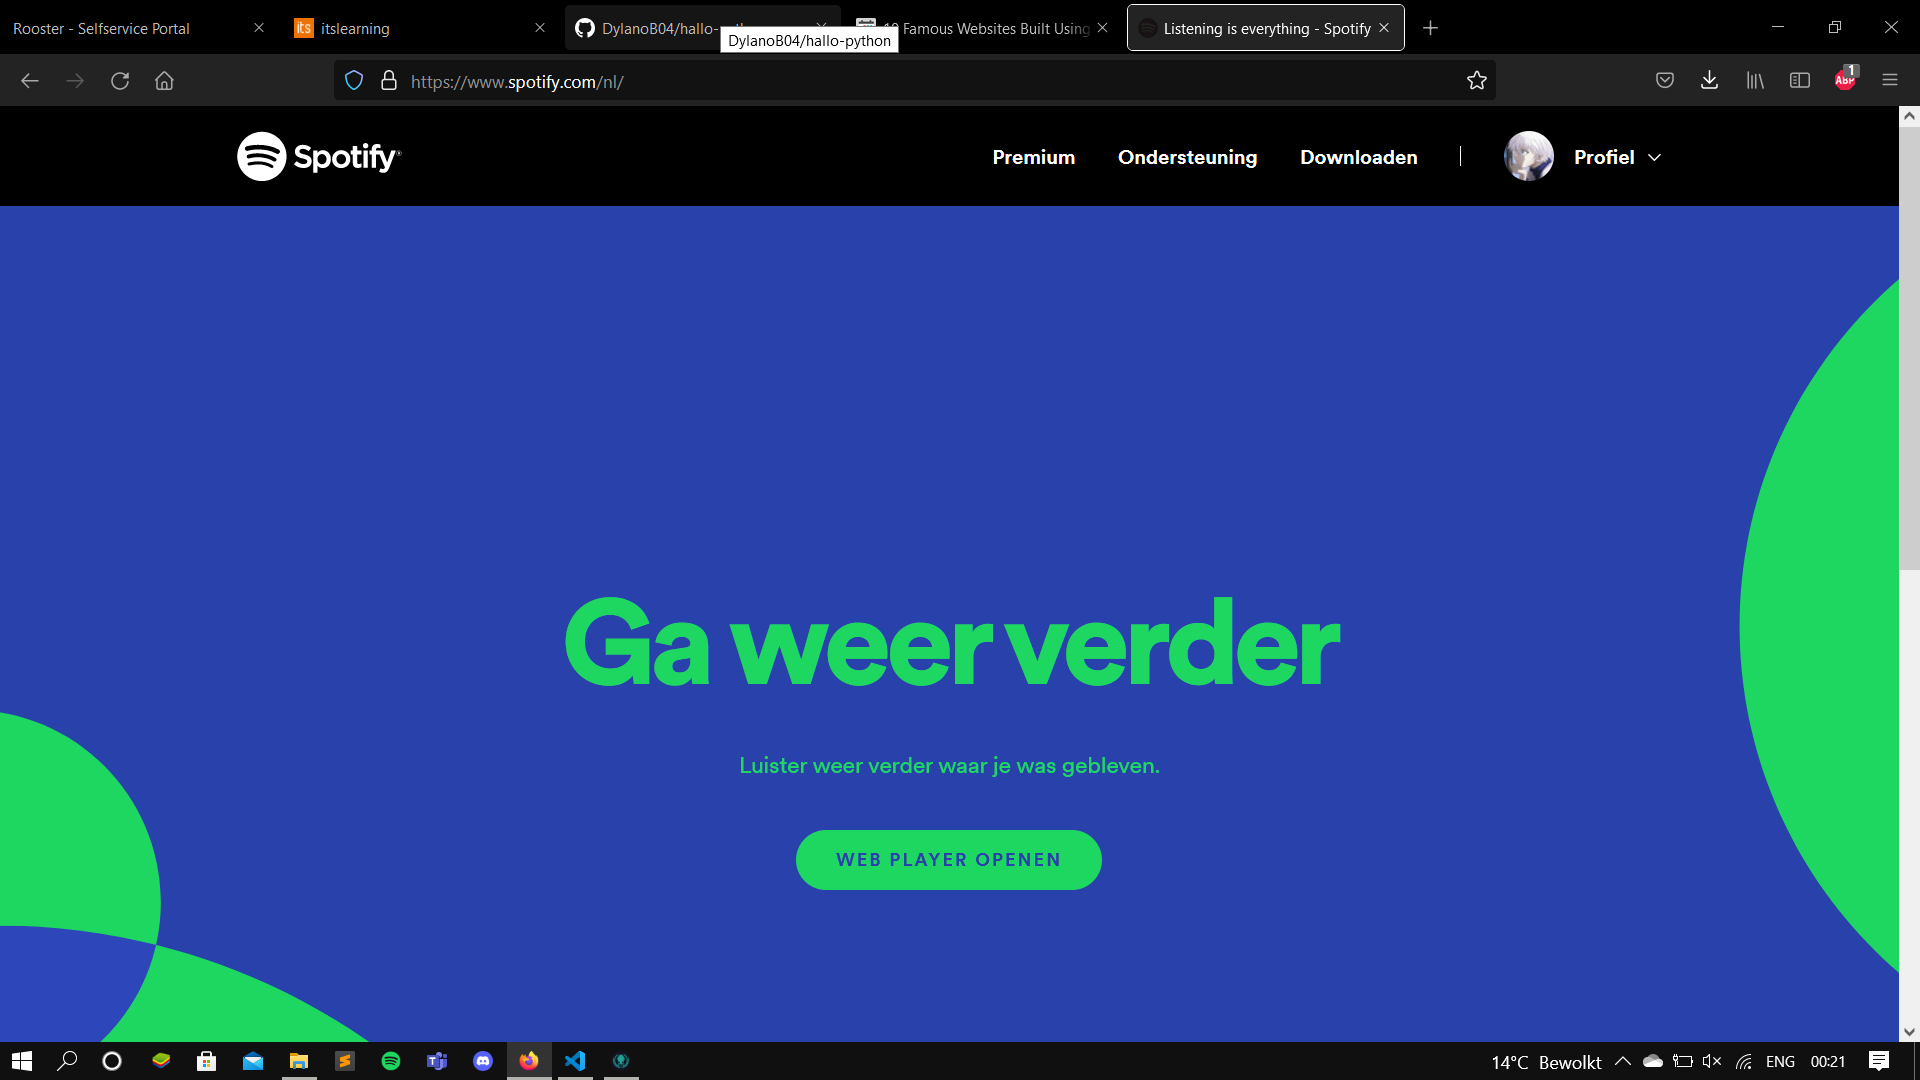 Rooster - Selfservice Portal
its itslearning
DylanoB04/hallo-
Famous Websites Built Using
Listening is everything - Spotify
DylanoB04/hallo-python
https://www.spotify.com/nl/
ABP 1
Spotify
Premium
Ondersteuning
Downloaden
Profiel
Ga weer verder
Luister weer verder waar je was gebleven.
WEB PLAYER OPENEN
14°C Bewolkt
ENG
00:21